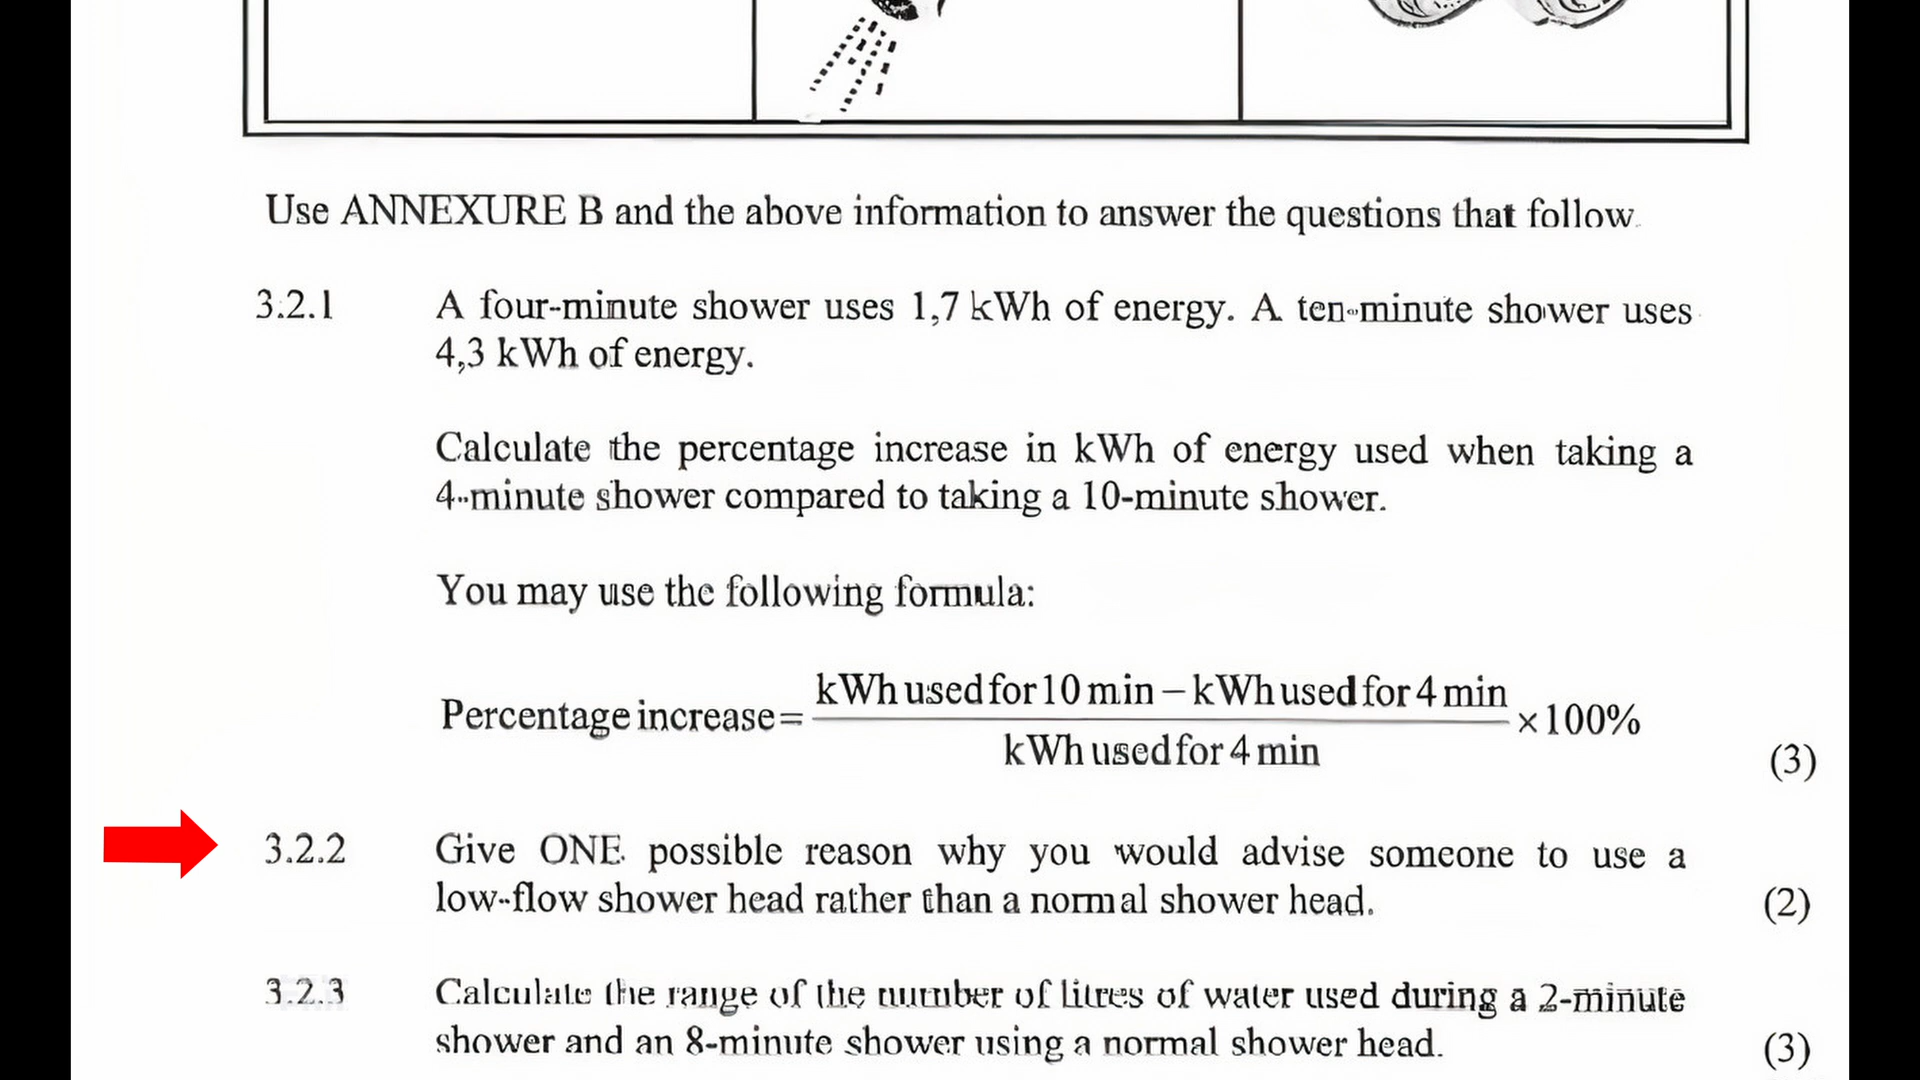 Use ANNEXURE B and the above information to answer the questions that follow.
3.2.1 A four-minute shower uses 1,7 kWh of energy. A ten-minute shower uses
4,3 kWh of energy.
Calculate the percentage increase in kWh of energy used when taking a
4-minute shower compared to taking a 10-minute shower.
You may use the following formula:
Percentage increase = (kWh used for 10 min – kWh used for 4 min) / (kWh used for 4 min) × 100%
(3)
3.2.2 Give ONE possible reason why you would advise someone to use a
low-flow shower head rather than a normal shower head. (2)
3.2.3 Calculate the range of the number of litres of water used during a 2-minute
shower and an 8-minute shower using a normal shower head. (3)